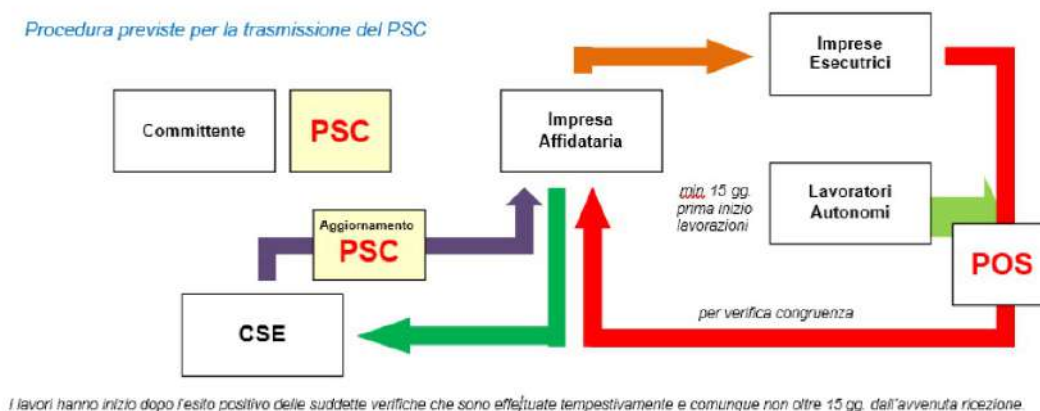 Procedura previste per la trasmissione del PSC
Imprese
Esecutrici
Committente
PSC
Impresa
Affidataria
min. 15 gg.
prima inizio
lavorazioni
Lavoratori
Autonomi
Aggiornamento
PSC
POS
CSE
per verifica congruenza
I lavori hanno inizio dopo l'esito positivo delle suddette verifiche che sono effettuate tempestivamente e comunque non oltre 15 gg. dall'avvenuta ricezione.